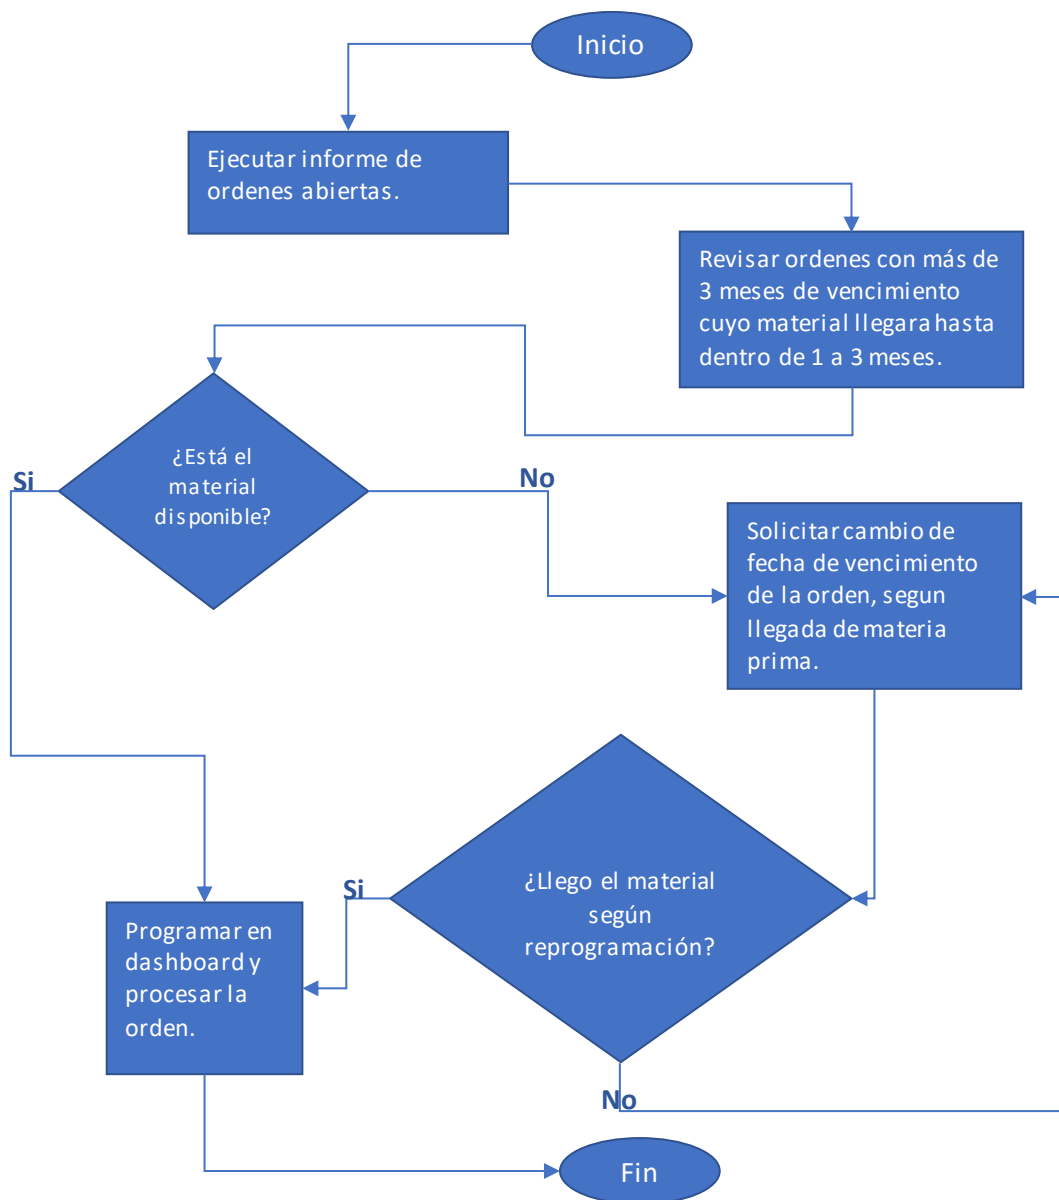 Inicio
Ejecutar informe de
ordenes abiertas.
Revisar ordenes con más de
3 meses de vencimiento
cuyo material llegara hasta
dentro de 1 a 3 meses.
¿Está el
material
disponible?
Si
No
Solicitar cambio de
fecha de vencimiento
de la orden, segun
llegada de materia
prima.
¿Llego el material
según
reprogramación?
Si
Programar en
dashboard y
procesar la
orden.
No
Fin